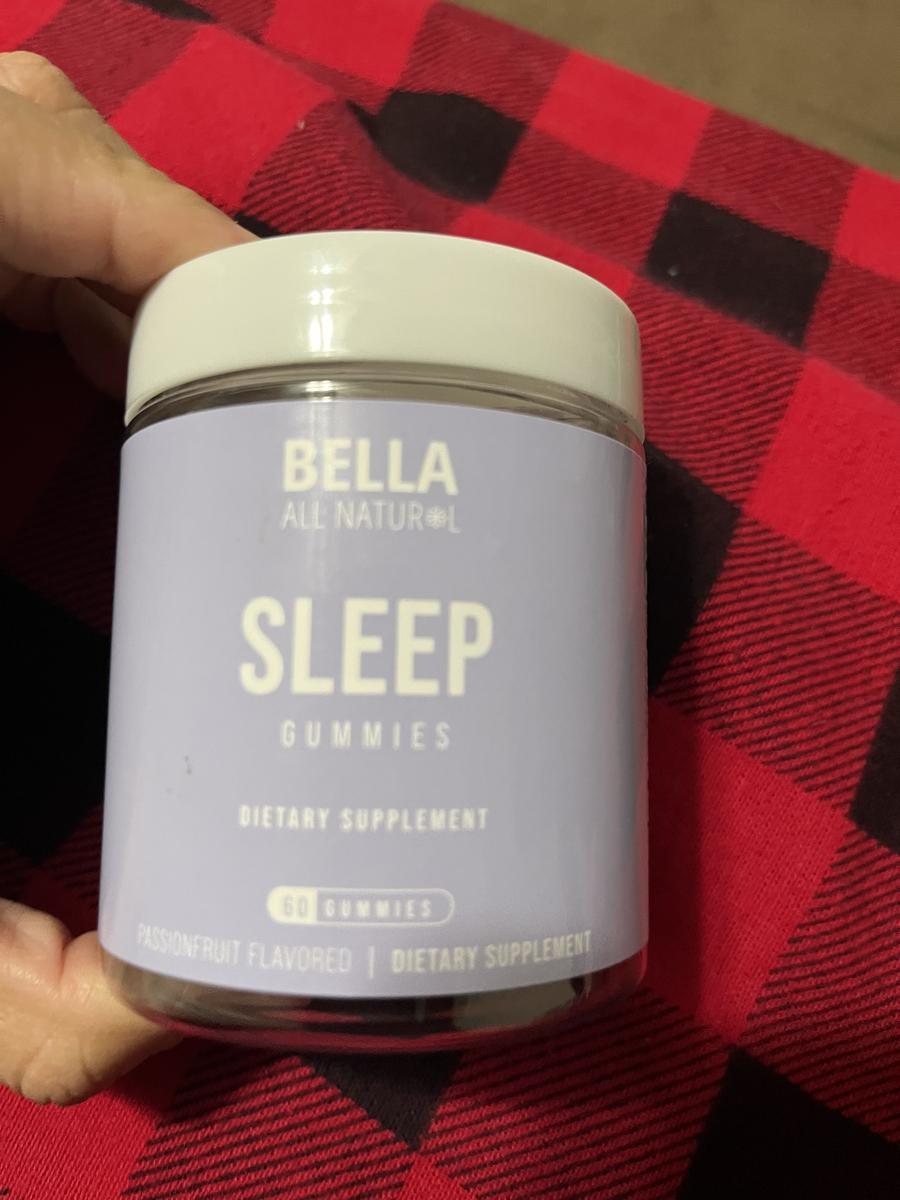 BELLA
ALL NATUR❋L
SLEEP
GUMMIES
DIETARY SUPPLEMENT
60 GUMMIES
PASSIONFRUIT FLAVORED | DIETARY SUPPLEMENT